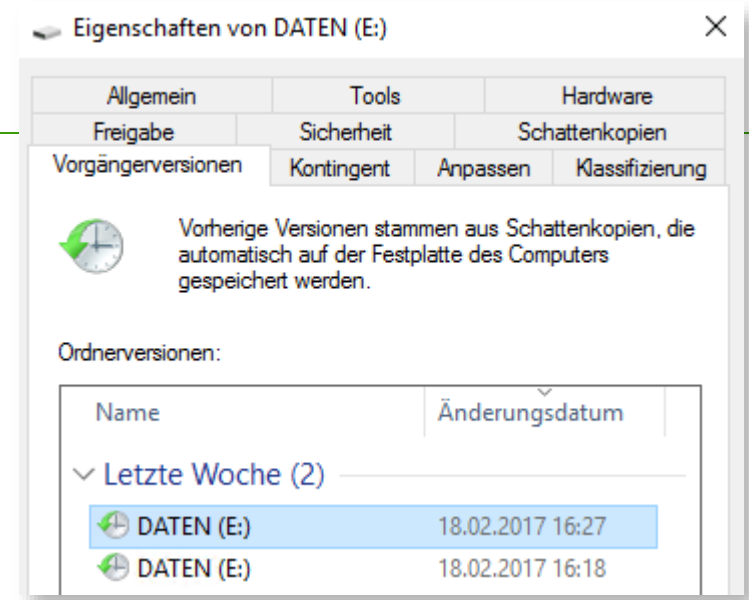 Eigenschaften von DATEN (E:)
Allgemein Tools Hardware
Freigabe Sicherheit Schattenkopien
Vorgängerversionen Kontingent Anpassen Klassifizierung
Vorherige Versionen stammen aus Schattenkopien, die
automatisch auf der Festplatte des Computers
gespeichert werden.
Ordnerversionen:
Name Änderungsdatum
Letzte Woche (2)
DATEN (E:) 18.02.2017 16:27
DATEN (E:) 18.02.2017 16:18